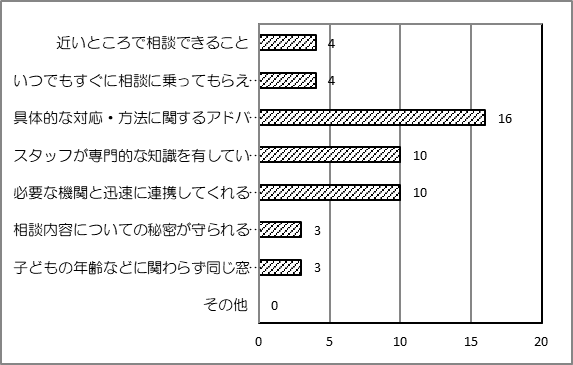 近いところで相談できること 4
いつでもすぐに相談に乗ってもらえ… 4
具体的な対応・方法に関するアドバ… 16
スタッフが専門的な知識を有してい… 10
必要な機関と迅速に連携してくれる… 10
相談内容についての秘密が守られる… 3
子どもの年齢などに関わらず同じ窓… 3
その他 0
0 5 10 15 20